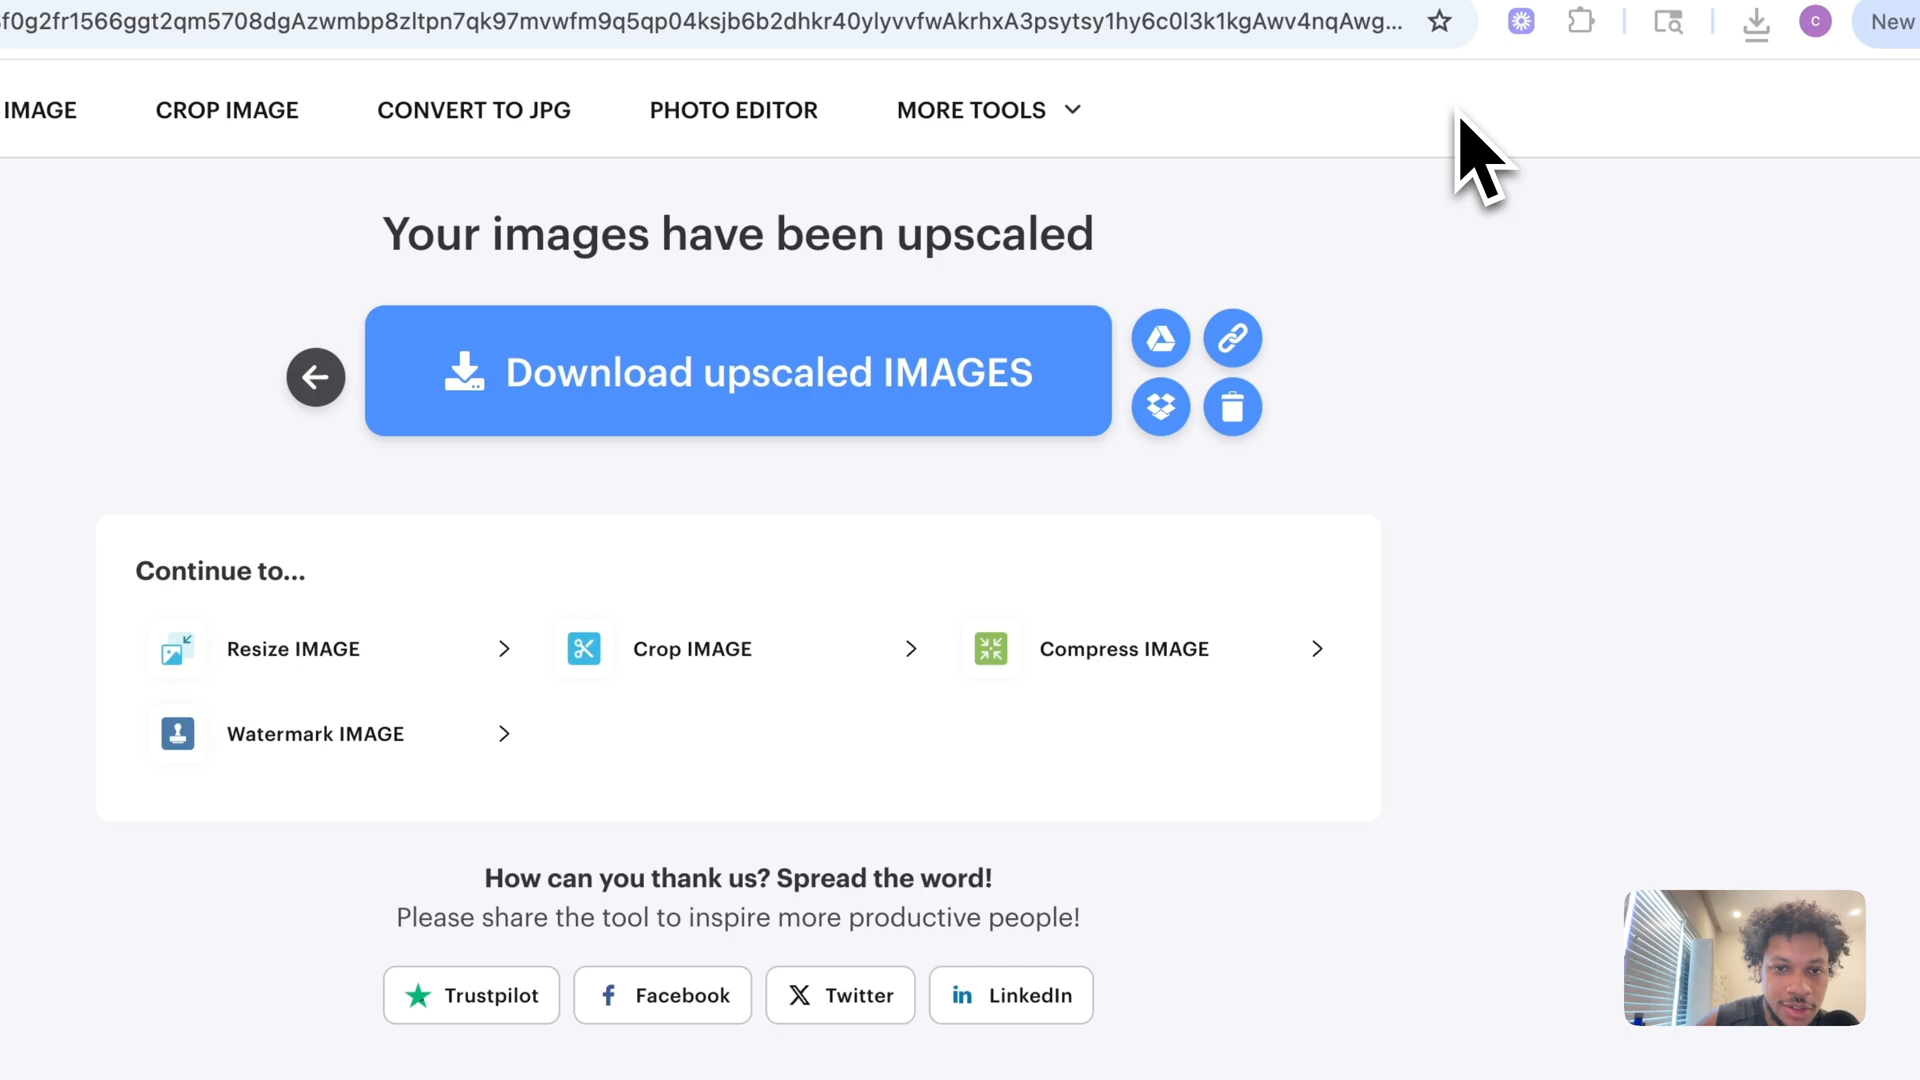 f0g2fr1566ggt2qm5708dgAzwmbp8zltpn7qk97mvwfm9q5qp04ksjb6b2dhkr40ylyvvfwAkrhxA3psytsy1hy6c0l3k1kgAwv4nqAwg...
C
New
IMAGE
CROP IMAGE
CONVERT TO JPG
PHOTO EDITOR
MORE TOOLS
Your images have been upscaled
Download upscaled IMAGES
Continue to...
Resize IMAGE
Crop IMAGE
Compress IMAGE
Watermark IMAGE
How can you thank us? Spread the word!
Please share the tool to inspire more productive people!
Trustpilot
Facebook
Twitter
LinkedIn